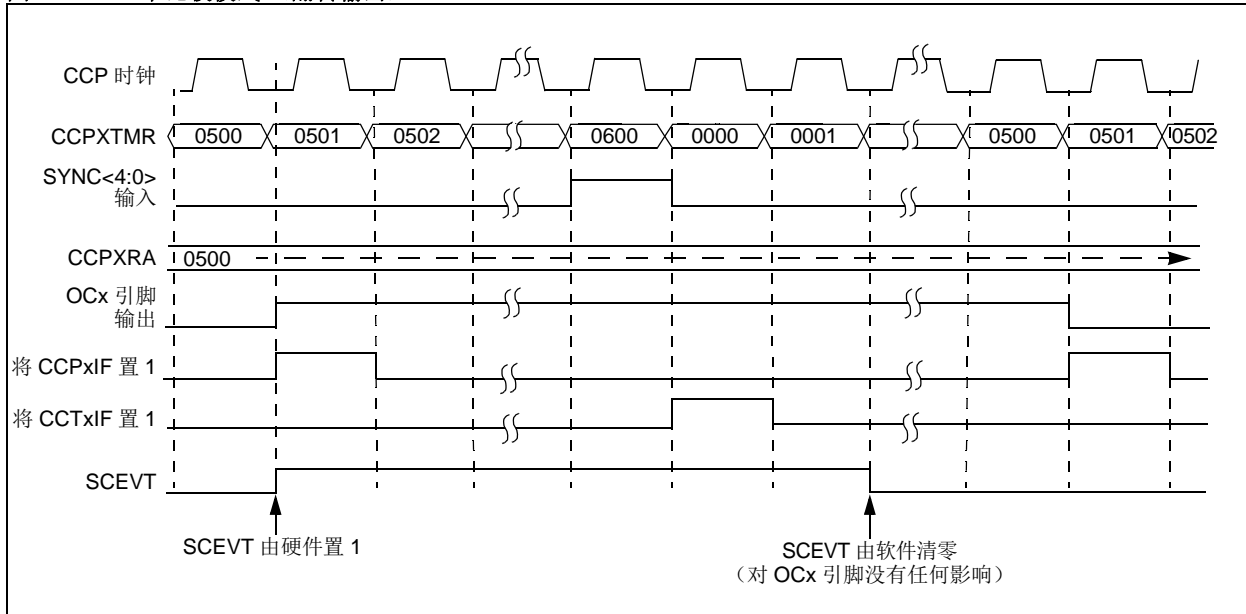 CCP 时钟
CCPXTMR 0500 0501 0502 0600 0000 0001 0500 0501 0502
SYNC<4:0>
输入
CCPXRA 0500
OCx 引脚
输出
将 CCPxIF 置 1
将 CCTxIF 置 1
SCEVT
SCEVT 由硬件置 1
SCEVT 由软件清零
（对 OCx 引脚没有任何影响）